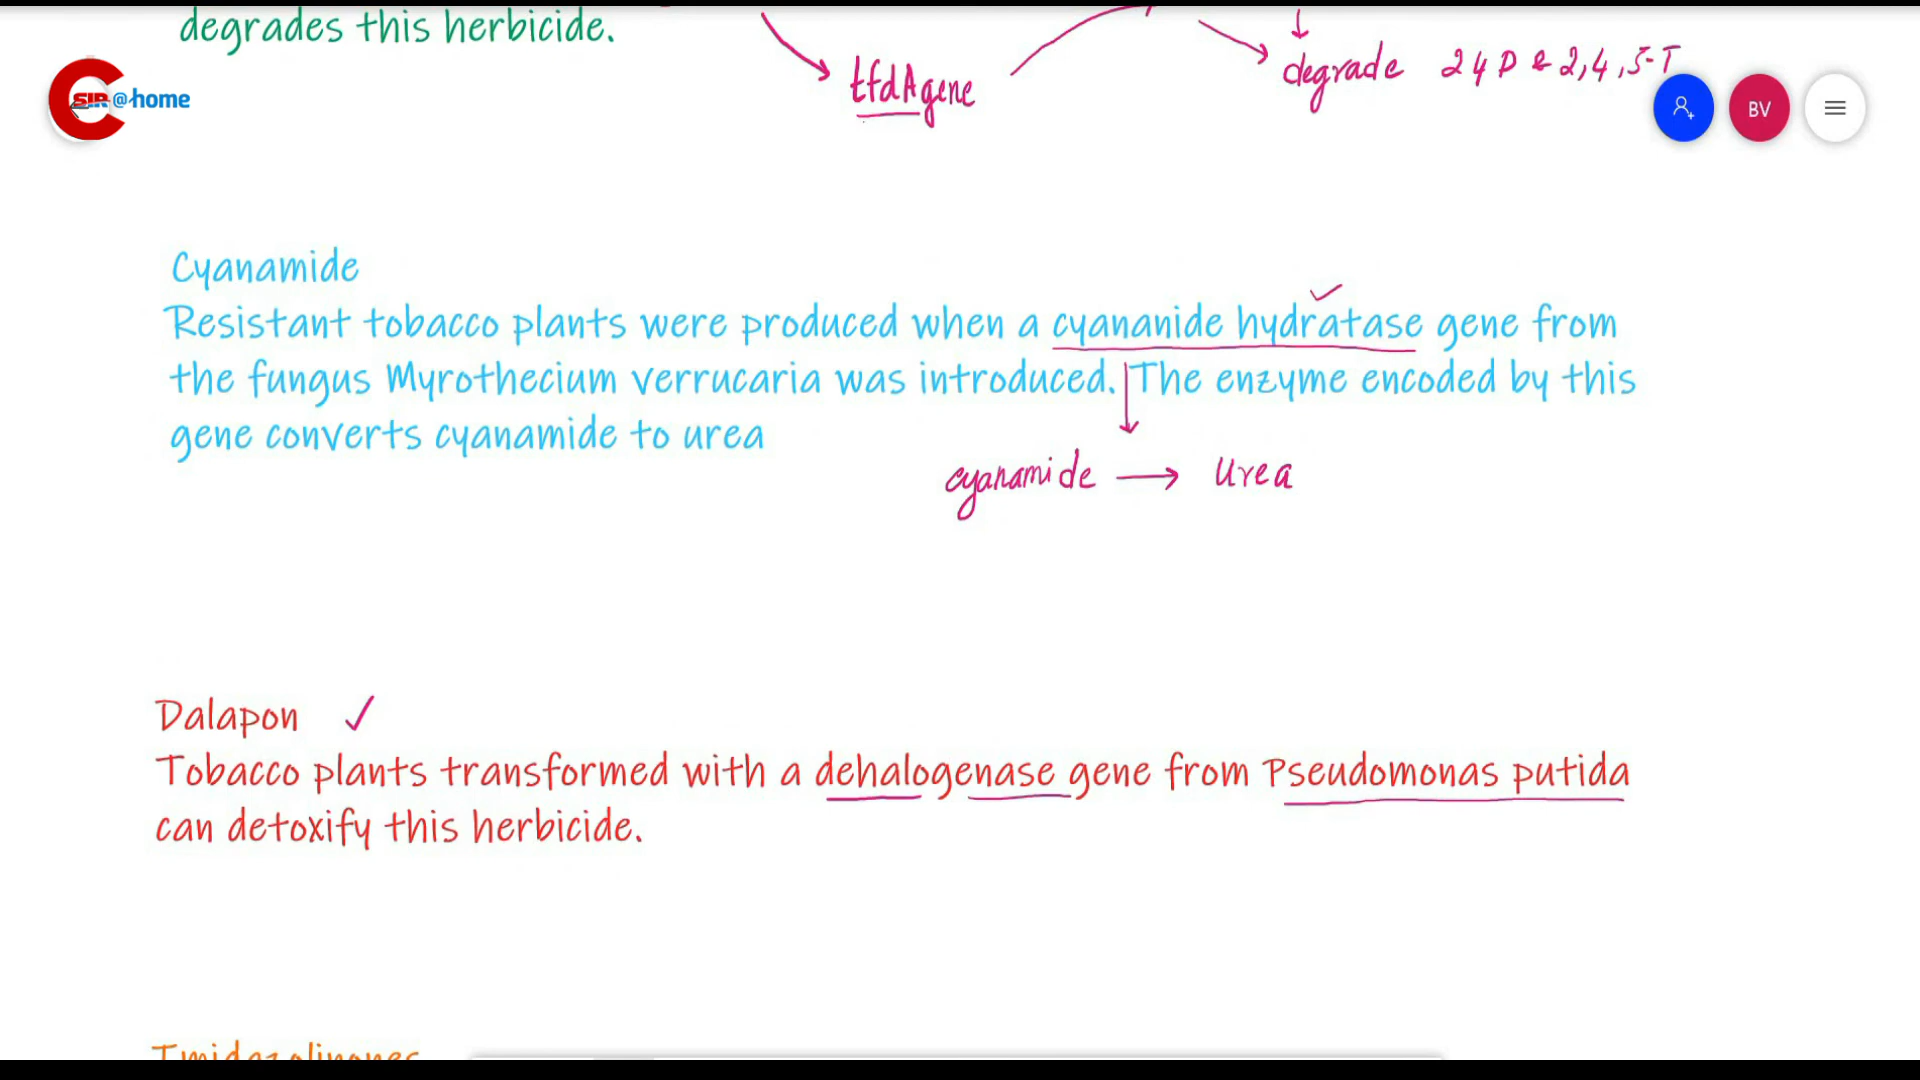 degrades this herbicide.
tfdA gene
degrade 2 4 D & 2,4,5-T
CSIR@home
BV
Cyanamide
Resistant tobacco plants were produced when a cyananide hydratase gene from
the fungus Myrothecium verrucaria was introduced. The enzyme encoded by this
gene converts cyanamide to urea
cyanamide → Urea
Dalapon ✓
Tobacco plants transformed with a dehalogenase gene from Pseudomonas putida
can detoxify this herbicide.
Imidazolinones